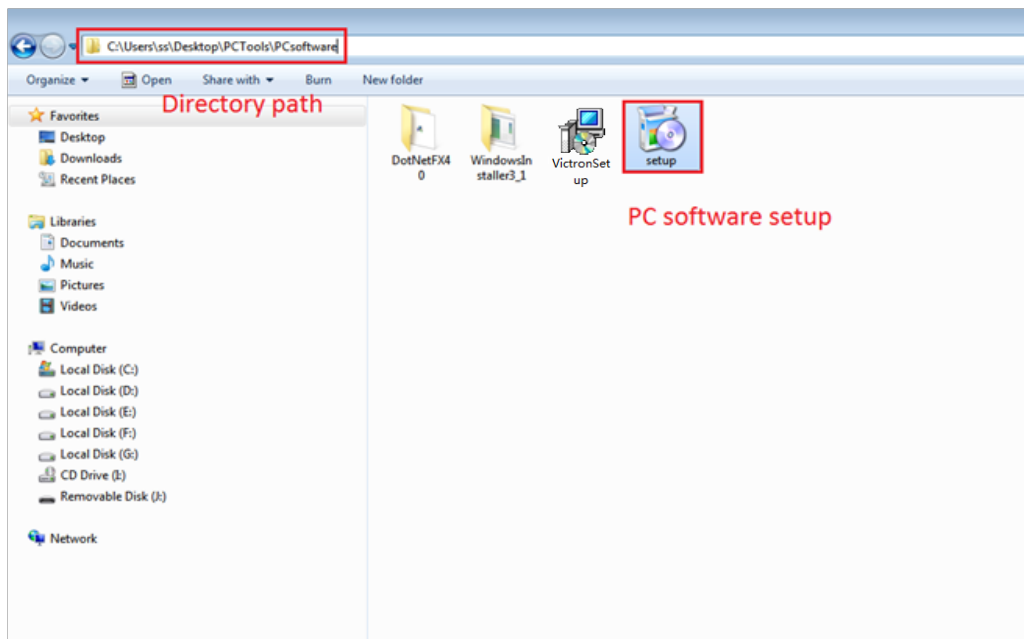 C:\Users\ss\Desktop\PCTools\PCsoftware
Organize Open Share with Burn New folder
Directory path
Favorites
Desktop
Downloads
Recent Places
Libraries
Documents
Music
Pictures
Videos
Computer
Local Disk (C:)
Local Disk (D:)
Local Disk (E:)
Local Disk (F:)
Local Disk (G:)
CD Drive (I:)
Removable Disk (J:)
Network
DotNetFX4
0
WindowsIn
staller3_1
VictronSet
up
setup
PC software setup